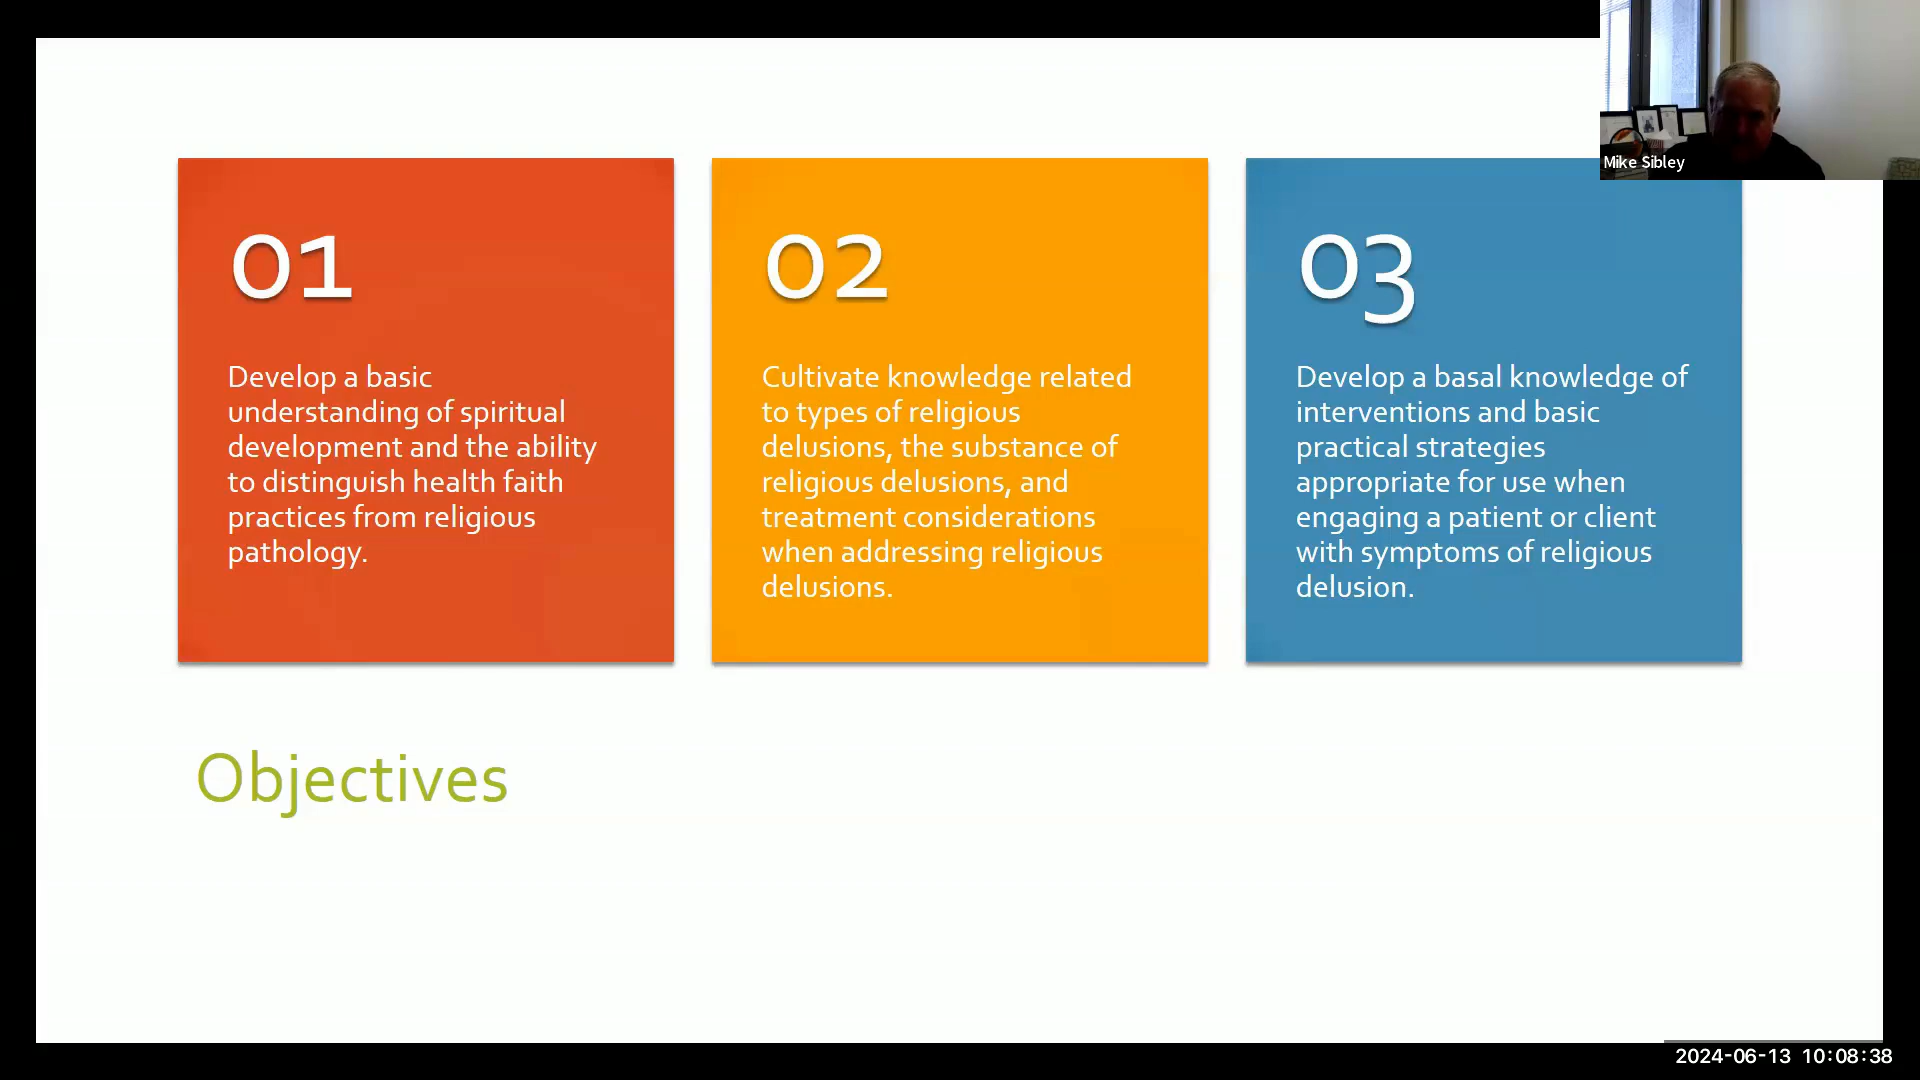 Mike Sibley
01
Develop a basic
understanding of spiritual
development and the ability
to distinguish health faith
practices from religious
pathology.
02
Cultivate knowledge related
to types of religious
delusions, the substance of
religious delusions, and
treatment considerations
when addressing religious
delusions.
03
Develop a basal knowledge of
interventions and basic
practical strategies
appropriate for use when
engaging a patient or client
with symptoms of religious
delusion.
Objectives
2024-06-13 10:08:38